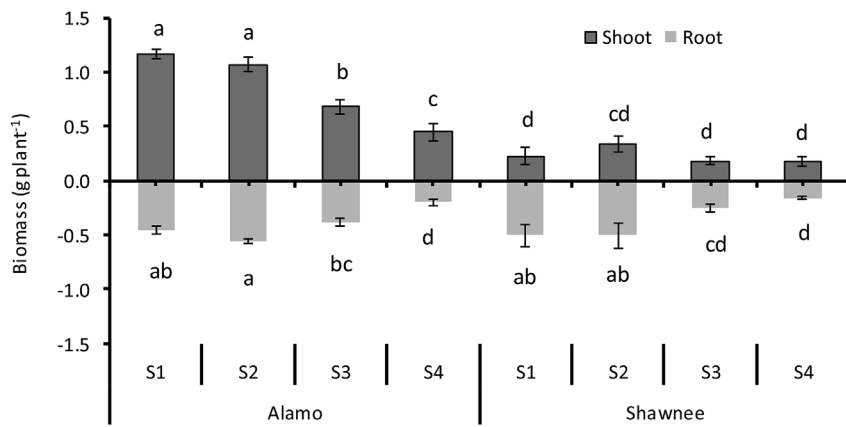 1.5
a
a
Shoot
Root
1.0
b
c
0.5
d
cd
d
d
0.0
Biomass (g plant-1)
-0.5
ab
a
bc
d
ab
ab
cd
d
-1.0
-1.5
S1 S2 S3 S4 S1 S2 S3 S4
Alamo Shawnee